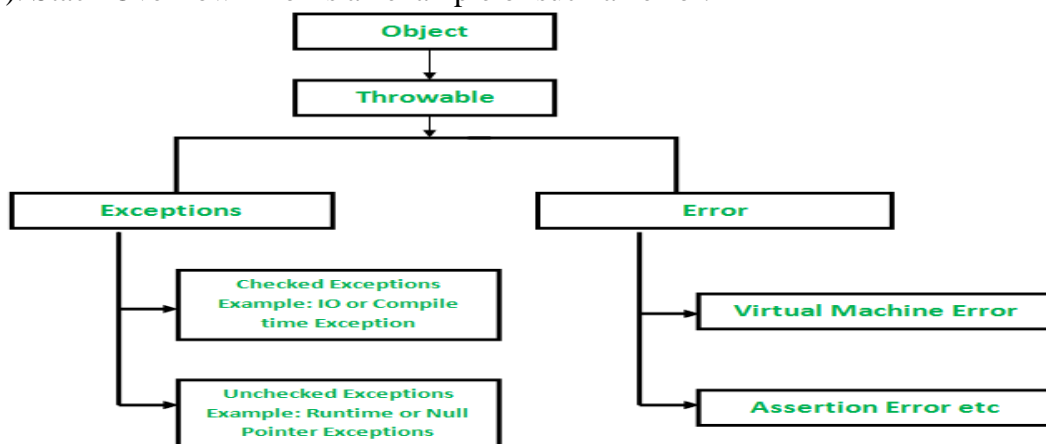 Object
Throwable
Exceptions
Error
Checked Exceptions
Example: IO or Compile
time Exception
Virtual Machine Error
Unchecked Exceptions
Example: Runtime or Null
Pointer Exceptions
Assertion Error etc